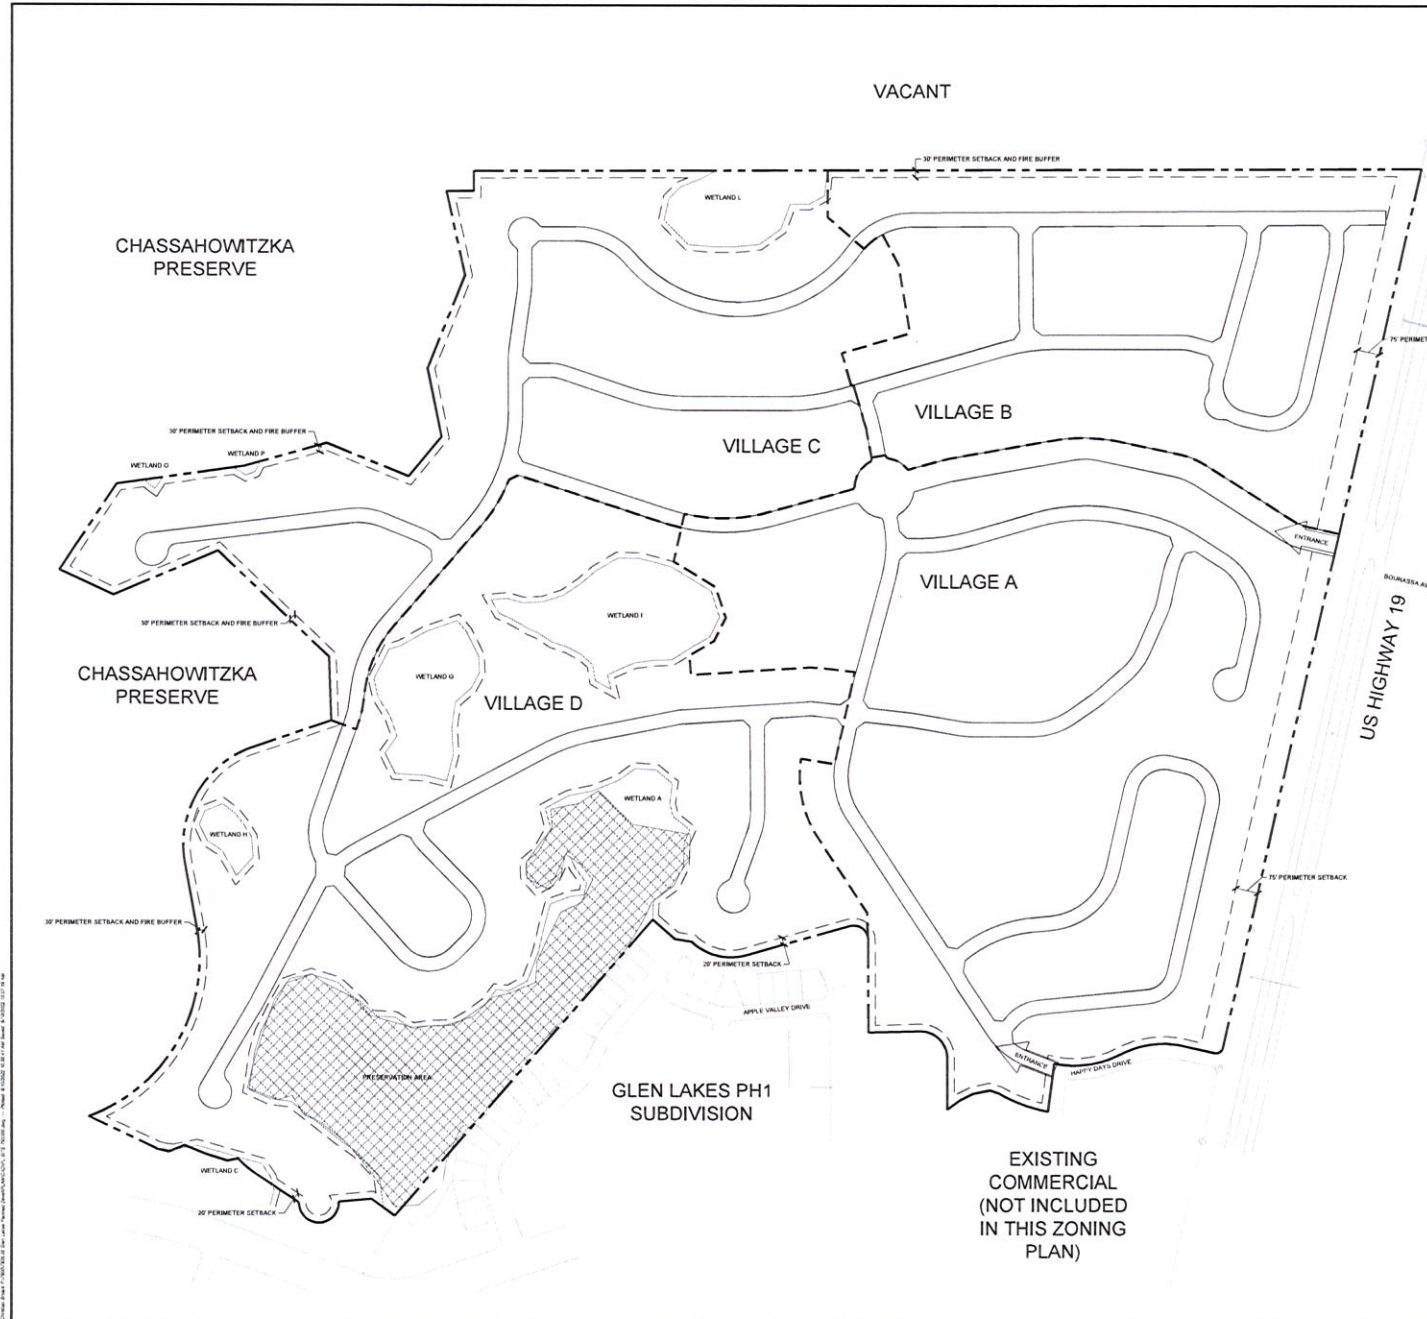 VACANT
30' PERIMETER SETBACK AND FIRE BUFFER
WETLAND L
CHASSAHOWITZKA
PRESERVE
75' PERIMET
30' PERIMETER SETBACK AND FIRE BUFFER
WETLAND P
WETLAND O
VILLAGE B
VILLAGE C
ENTRANCE
BOURASSA AV
VILLAGE A
US HIGHWAY 19
WETLAND I
30' PERIMETER SETBACK AND FIRE BUFFER
CHASSAHOWITZKA
PRESERVE
WETLAND G
VILLAGE D
WETLAND A
WETLAND H
75' PERIMETER SETBACK
30' PERIMETER SETBACK AND FIRE BUFFER
20' PERIMETER SETBACK
APPLE VALLEY DRIVE
PRESERVATION AREA
ENTRANCE
HAPPY DAYS DRIVE
GLEN LAKES PH1
SUBDIVISION
WETLAND C
20' PERIMETER SETBACK
EXISTING
COMMERCIAL
(NOT INCLUDED
IN THIS ZONING
PLAN)